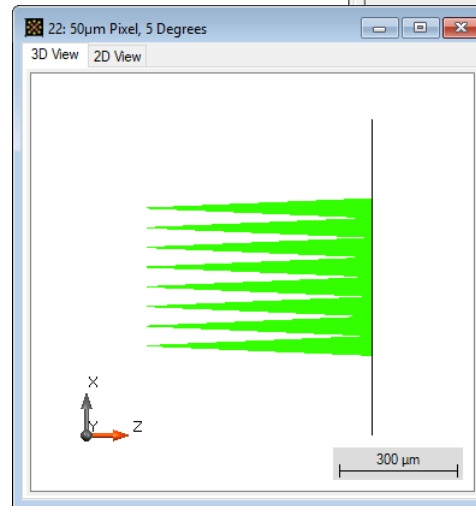 22: 50µm Pixel, 5 Degrees
3D View 2D View
X
Y Z
300 µm